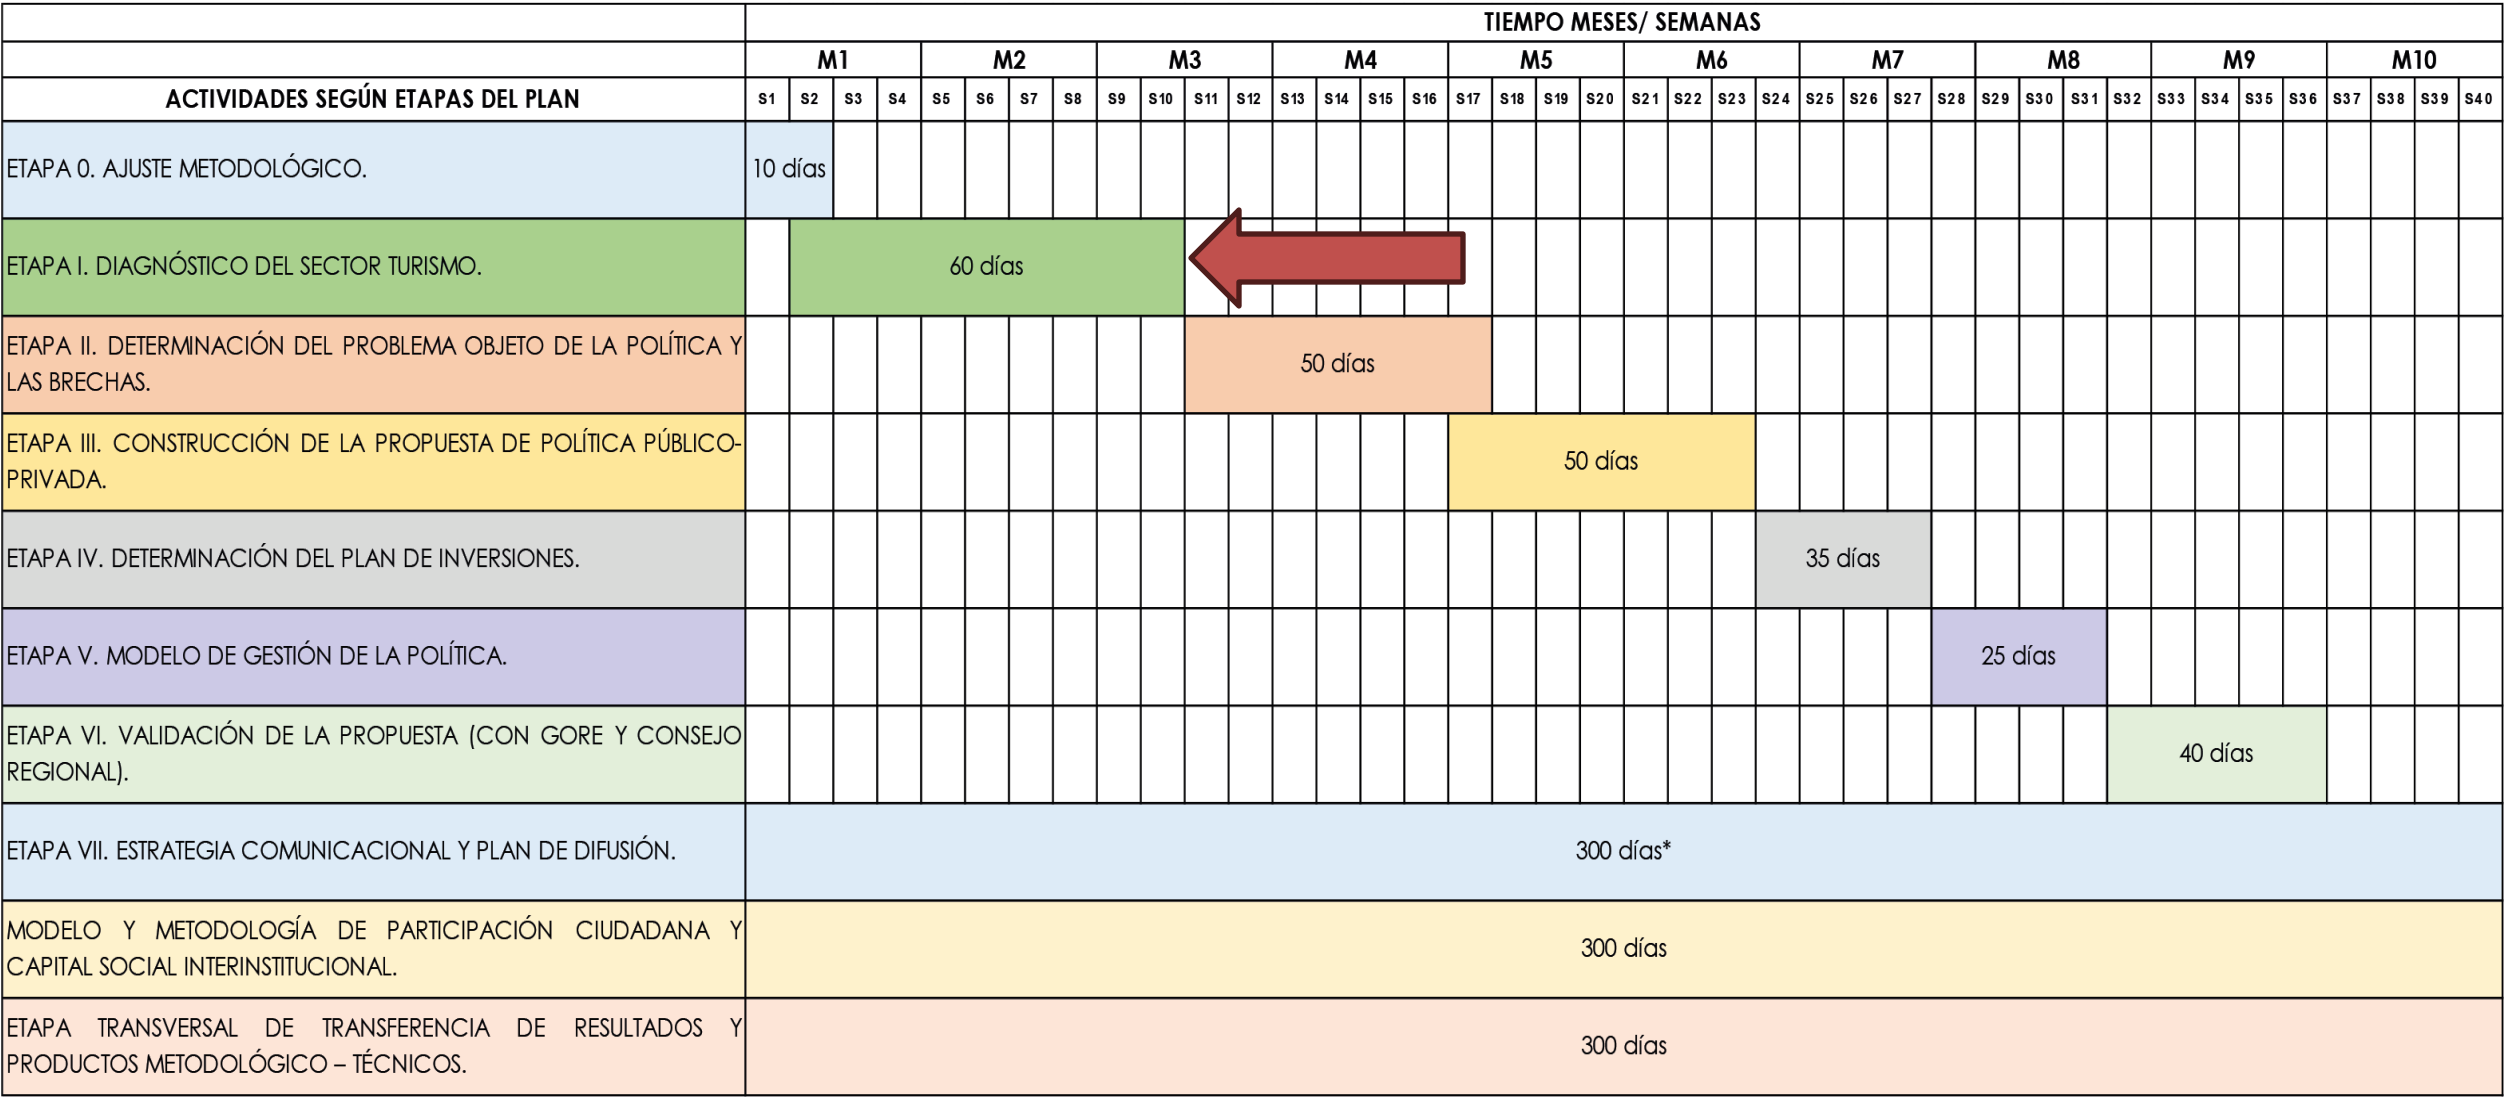 TIEMPO MESES/ SEMANAS
M1 M2 M3 M4 M5 M6 M7 M8 M9 M10
ACTIVIDADES SEGÚN ETAPAS DEL PLAN S1 S2 S3 S4 S5 S6 S7 S8 S9 S10 S11 S12 S13 S14 S15 S16 S17 S18 S19 S20 S21 S22 S23 S24 S25 S26 S27 S28 S29 S30 S31 S32 S33 S34 S35 S36 S37 S38 S39 S40
ETAPA 0. AJUSTE METODOLÓGICO. 10 días
ETAPA I. DIAGNÓSTICO DEL SECTOR TURISMO. 60 días
ETAPA II. DETERMINACIÓN DEL PROBLEMA OBJETO DE LA POLÍTICA Y
LAS BRECHAS.
50 días
ETAPA III. CONSTRUCCIÓN DE LA PROPUESTA DE POLÍTICA PÚBLICO-
PRIVADA.
50 días
ETAPA IV. DETERMINACIÓN DEL PLAN DE INVERSIONES. 35 días
ETAPA V. MODELO DE GESTIÓN DE LA POLÍTICA. 25 días
ETAPA VI. VALIDACIÓN DE LA PROPUESTA (CON GORE Y CONSEJO
REGIONAL).
40 días
ETAPA VII. ESTRATEGIA COMUNICACIONAL Y PLAN DE DIFUSIÓN. 300 días*
MODELO Y METODOLOGÍA DE PARTICIPACIÓN CIUDADANA Y
CAPITAL SOCIAL INTERINSTITUCIONAL.
300 días
ETAPA TRANSVERSAL DE TRANSFERENCIA DE RESULTADOS Y
PRODUCTOS METODOLÓGICO – TÉCNICOS.
300 días